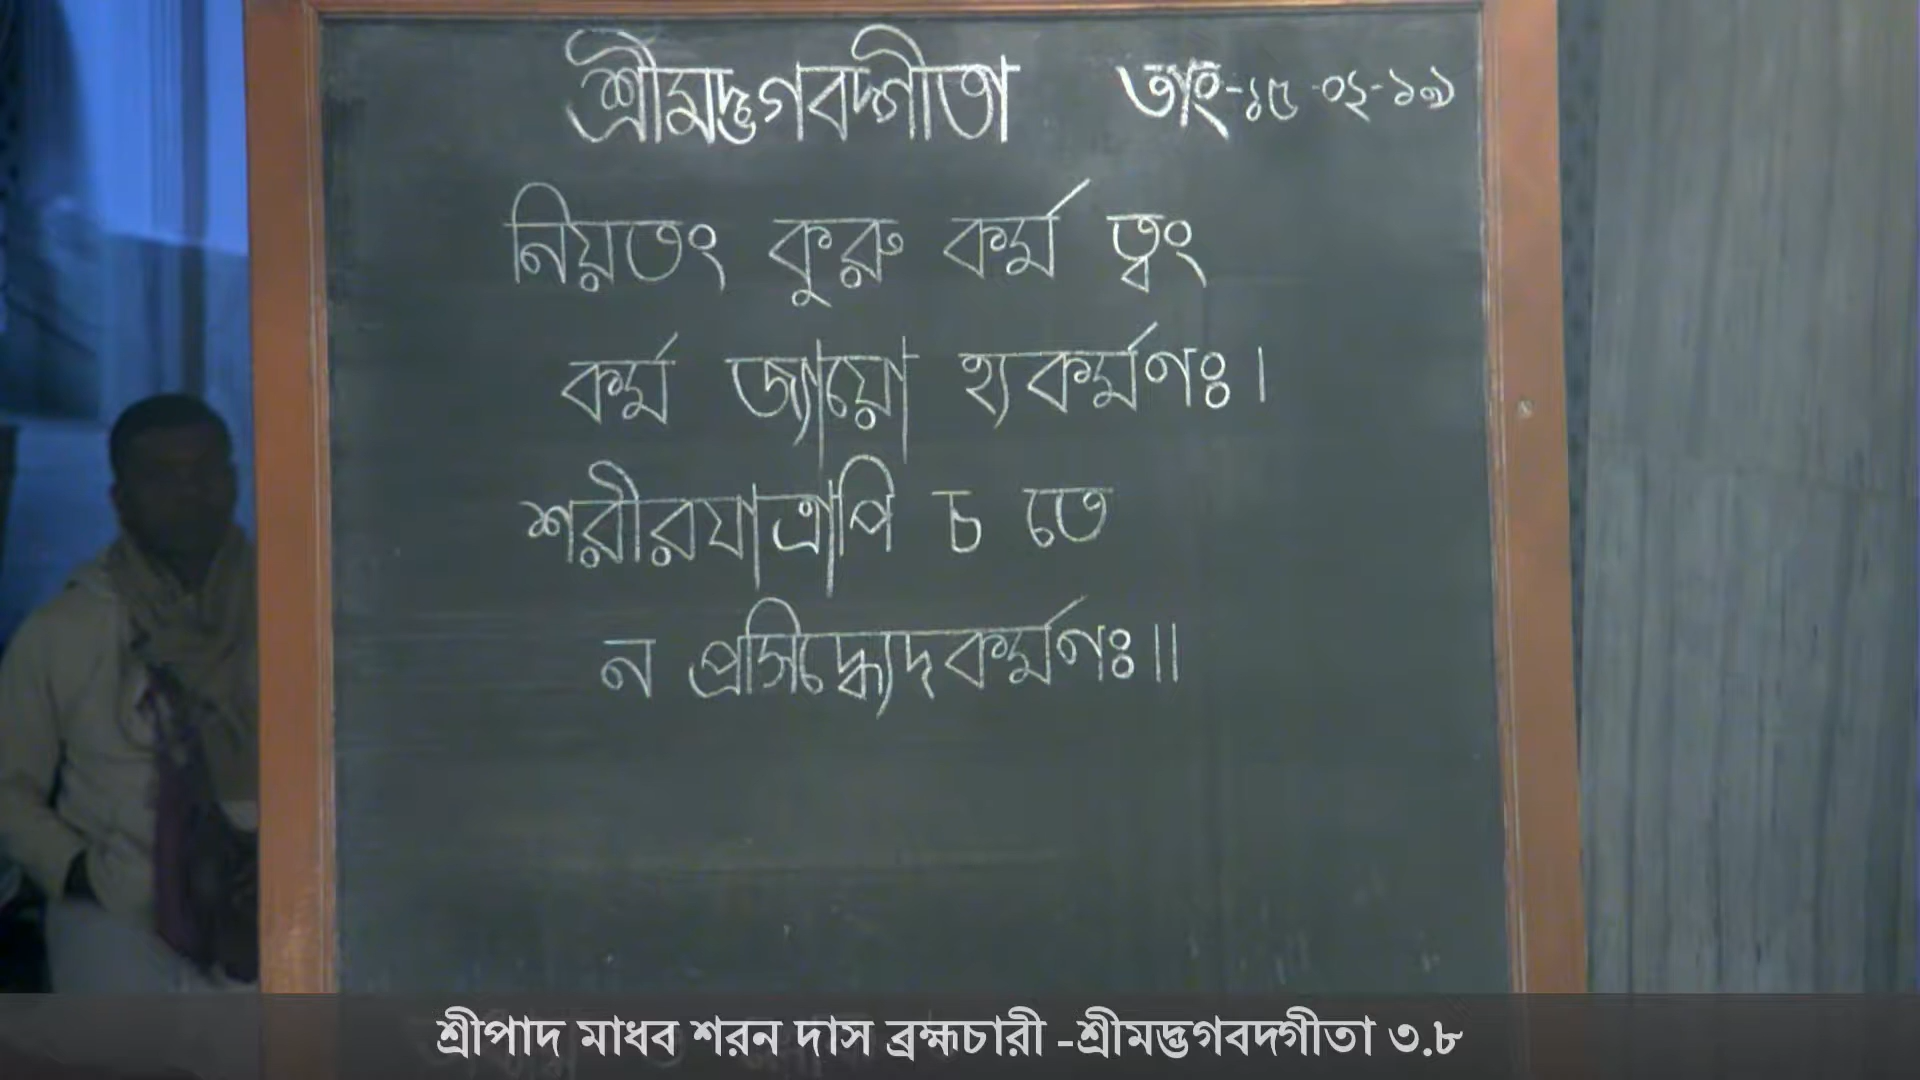 শ্রীমদ্ভগবদ্গীতা তাং-১৫-০২-১৯
নিয়তং কুরু কর্ম ত্বং
কর্ম জ্যায়ো হ্যকর্মণঃ।
শরীরযাত্রাপি চ তে
ন প্রসিদ্ধ্যেদকর্মণঃ॥
শ্রীপাদ মাধব শরন দাস ব্রহ্মচারী -শ্রীমদ্ভগবদগীতা ৩.৮